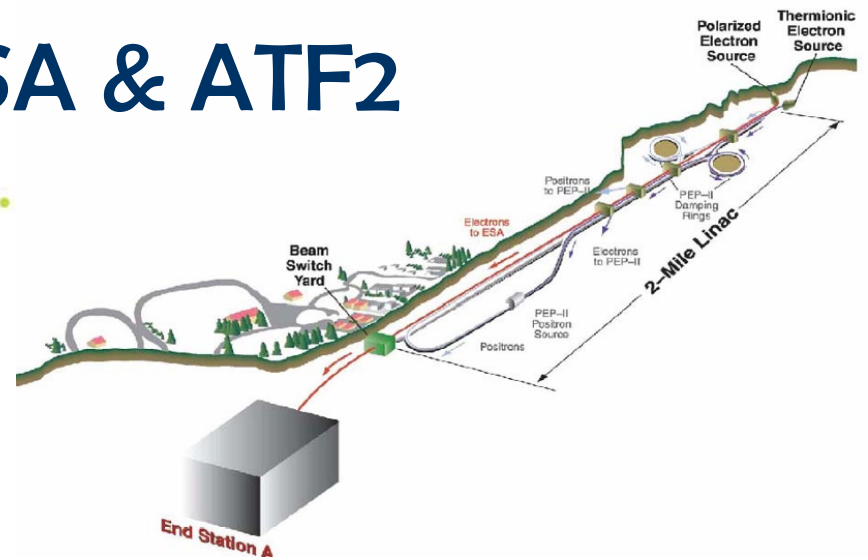 SA & ATF2
Thermionic
Electron
Source
Polarized
Electron
Source
Positrons
to PEP-II
PEP-II
Damping
Rings
Electrons
to ESA
Electrons
to PEP-II
2-Mile Linac
Beam
Switch
Yard
PEP-II
Positron
Source
Positrons
End Station A